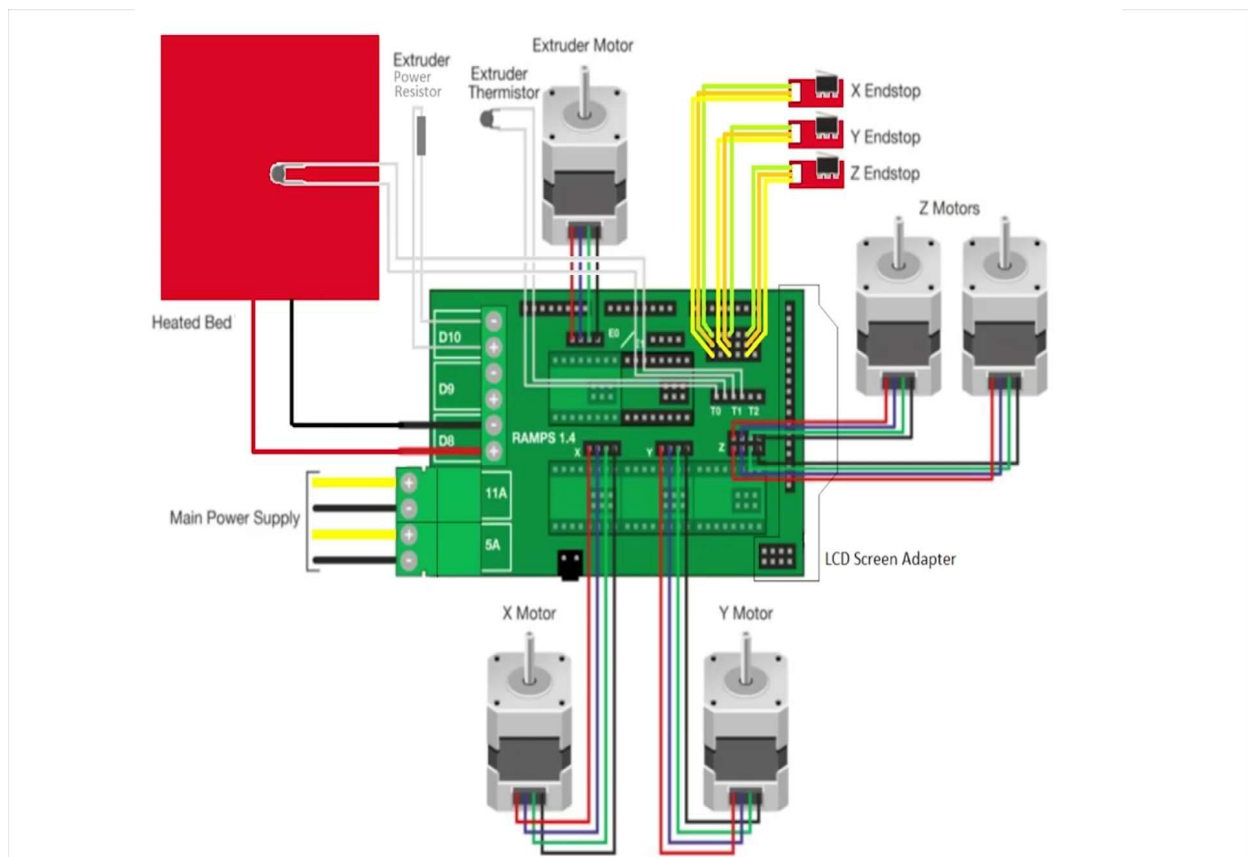 Extruder Motor
Extruder
Power
Resistor
Extruder
Thermistor
X Endstop
Y Endstop
Z Endstop
Z Motors
Heated Bed
D10
E0
D9
T0 T1 T2
D8
RAMPS 1.4
X
Y
Z
11A
Main Power Supply
5A
LCD Screen Adapter
X Motor
Y Motor